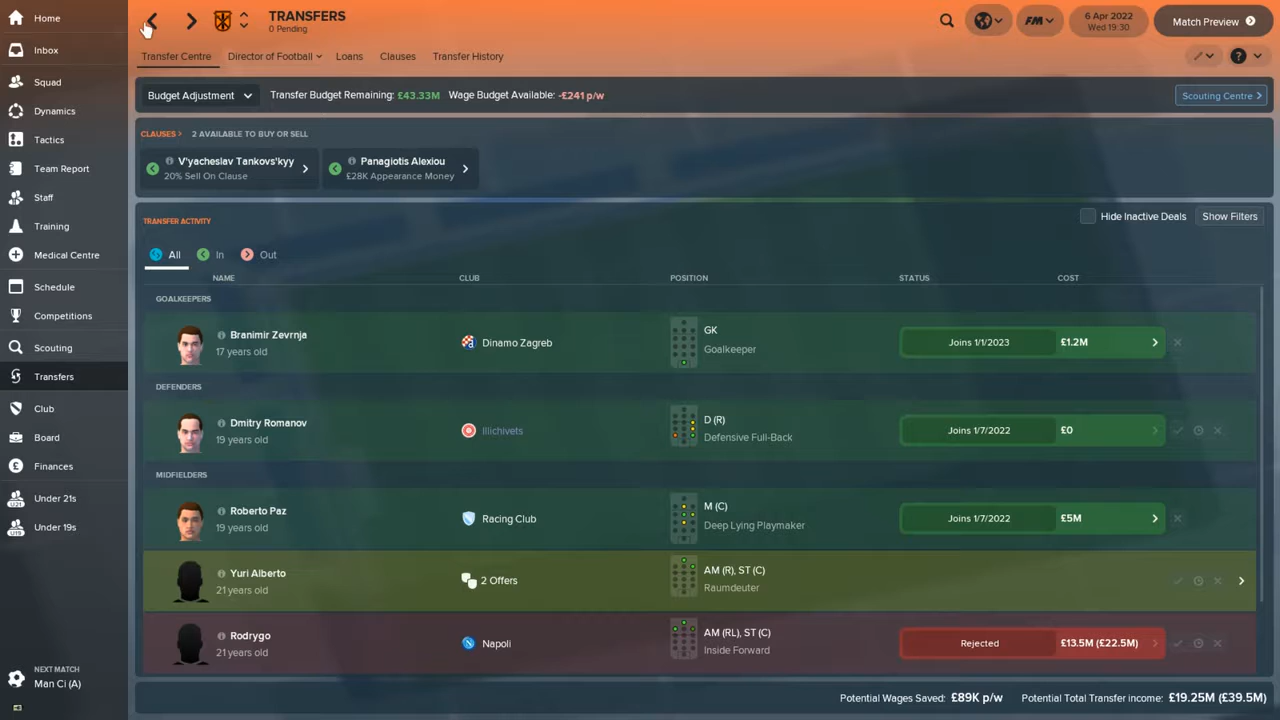 Home
Inbox
Squad
Dynamics
Tactics
Team Report
Staff
Training
Medical Centre
Schedule
Competitions
Scouting
Transfers
Club
Board
Finances
Under 21s
Under 19s
NEXT MATCH
Man Ci (A)
TRANSFERS
0 Pending
FM
6 Apr 2022
Wed 19:30
Match Preview
Transfer Centre
Director of Football
Loans
Clauses
Transfer History
?
Budget Adjustment
Transfer Budget Remaining: £43.33M
Wage Budget Available: -£241 p/w
Scouting Centre >
CLAUSES > 2 AVAILABLE TO BUY OR SELL
V'yacheslav Tankovs'kyy
20% Sell On Clause
Panagiotis Alexiou
£28K Appearance Money
TRANSFER ACTIVITY
Hide Inactive Deals
Show Filters
All
In
Out
NAME CLUB POSITION STATUS COST
GOALKEEPERS
Branimir Zevrnja
17 years old
Dinamo Zagreb
GK
Goalkeeper
Joins 1/1/2023
£1.2M
DEFENDERS
Dmitry Romanov
19 years old
Illichivets
D (R)
Defensive Full-Back
Joins 1/7/2022
£0
MIDFIELDERS
Roberto Paz
19 years old
Racing Club
M (C)
Deep Lying Playmaker
Joins 1/7/2022
£5M
Yuri Alberto
21 years old
2 Offers
AM (R), ST (C)
Raumdeuter
Rodrygo
21 years old
Napoli
AM (RL), ST (C)
Inside Forward
Rejected
£13.5M (£22.5M)
Potential Wages Saved: £89K p/w
Potential Total Transfer income: £19.25M (£39.5M)